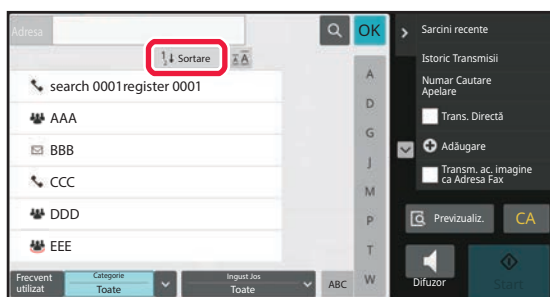 Adresa
OK
Sortare
search 0001register 0001
AAA
BBB
CCC
DDD
EEE
A
D
G
J
M
P
T
W
Frecvent
utilizat
Categorie
Toate
Ingust Jos
Toate
ABC
Sarcini recente
Istoric Transmisii
Numar Cautare
Apelare
Trans. Directă
Adăugare
Transm. ac. imagine
ca Adresa Fax
Previzualiz.
CA
Difuzor
Start